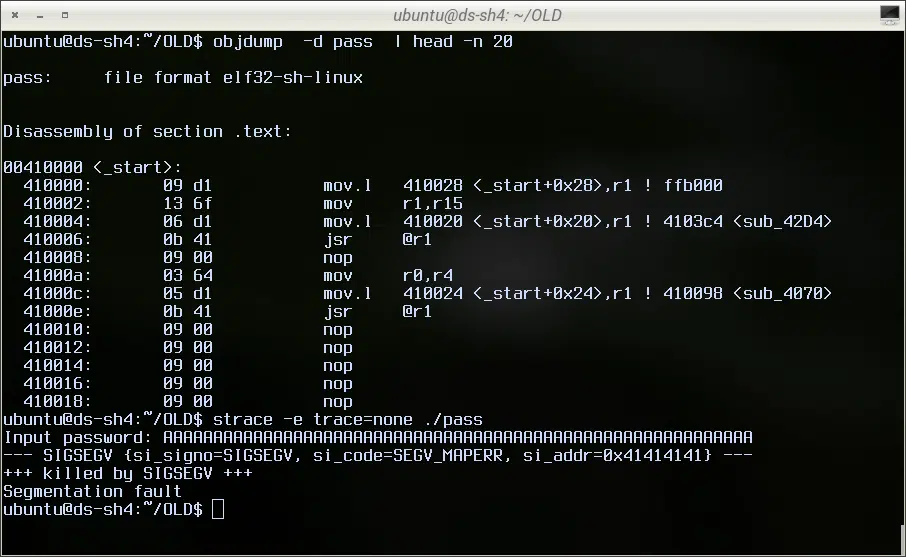 ubuntu@ds-sh4: ~/OLD
ubuntu@ds-sh4:~/OLD$ objdump  -d pass  | head -n 20
pass:     file format elf32-sh-linux
Disassembly of section .text:
00410000 <_start>:
  410000:       09 d1           mov.l   410028 <_start+0x28>,r1 ! ffb000
  410002:       13 6f           mov     r1,r15
  410004:       06 d1           mov.l   410020 <_start+0x20>,r1 ! 4103c4 <sub_42D4>
  410006:       0b 41           jsr     @r1
  410008:       09 00           nop
  41000a:       03 64           mov     r0,r4
  41000c:       05 d1           mov.l   410024 <_start+0x24>,r1 ! 410098 <sub_4070>
  41000e:       0b 41           jsr     @r1
  410010:       09 00           nop
  410012:       09 00           nop
  410014:       09 00           nop
  410016:       09 00           nop
  410018:       09 00           nop
ubuntu@ds-sh4:~/OLD$ strace -e trace=none ./pass
Input password: AAAAAAAAAAAAAAAAAAAAAAAAAAAAAAAAAAAAAAAAAAAAAAAAAAAAAAAAAAA
--- SIGSEGV {si_signo=SIGSEGV, si_code=SEGV_MAPERR, si_addr=0x41414141} ---
+++ killed by SIGSEGV +++
Segmentation fault
ubuntu@ds-sh4:~/OLD$